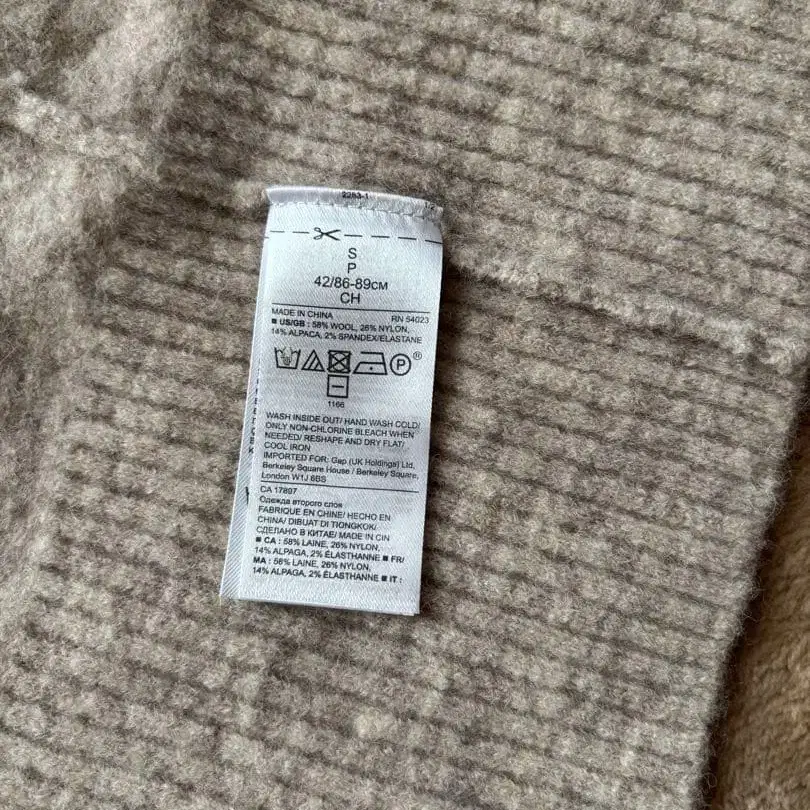 2283-1
S
P
42/86-89см
CH
MADE IN CHINA RN 54023
■ US/GB : 58% WOOL, 26% NYLON,
14% ALPACA, 2% SPANDEX/ELASTANE
P ®
1166
WASH INSIDE OUT/ HAND WASH COLD/
ONLY NON-CHLORINE BLEACH WHEN
NEEDED/ RESHAPE AND DRY FLAT/
COOL IRON
IMPORTED FOR: Gap (UK Holdings) Ltd,
Berkeley Square House / Berkeley Square,
London W1J 6BS
CA 17897
Одежда второго слоя
FABRIQUE EN CHINE/ HECHO EN
CHINA/ DIBUAT DI TIONGKOK/
СДЕЛАНО В КИТАЕ/ MADE IN CIN
■ CA : 58% LAINE, 26% NYLON,
14% ALPAGA, 2% ÉLASTHANNE ■ FR/
MA : 58% LAINE, 26% NYLON,
14% ALPAGA, 2% ÉLASTHANNE ■ IT :